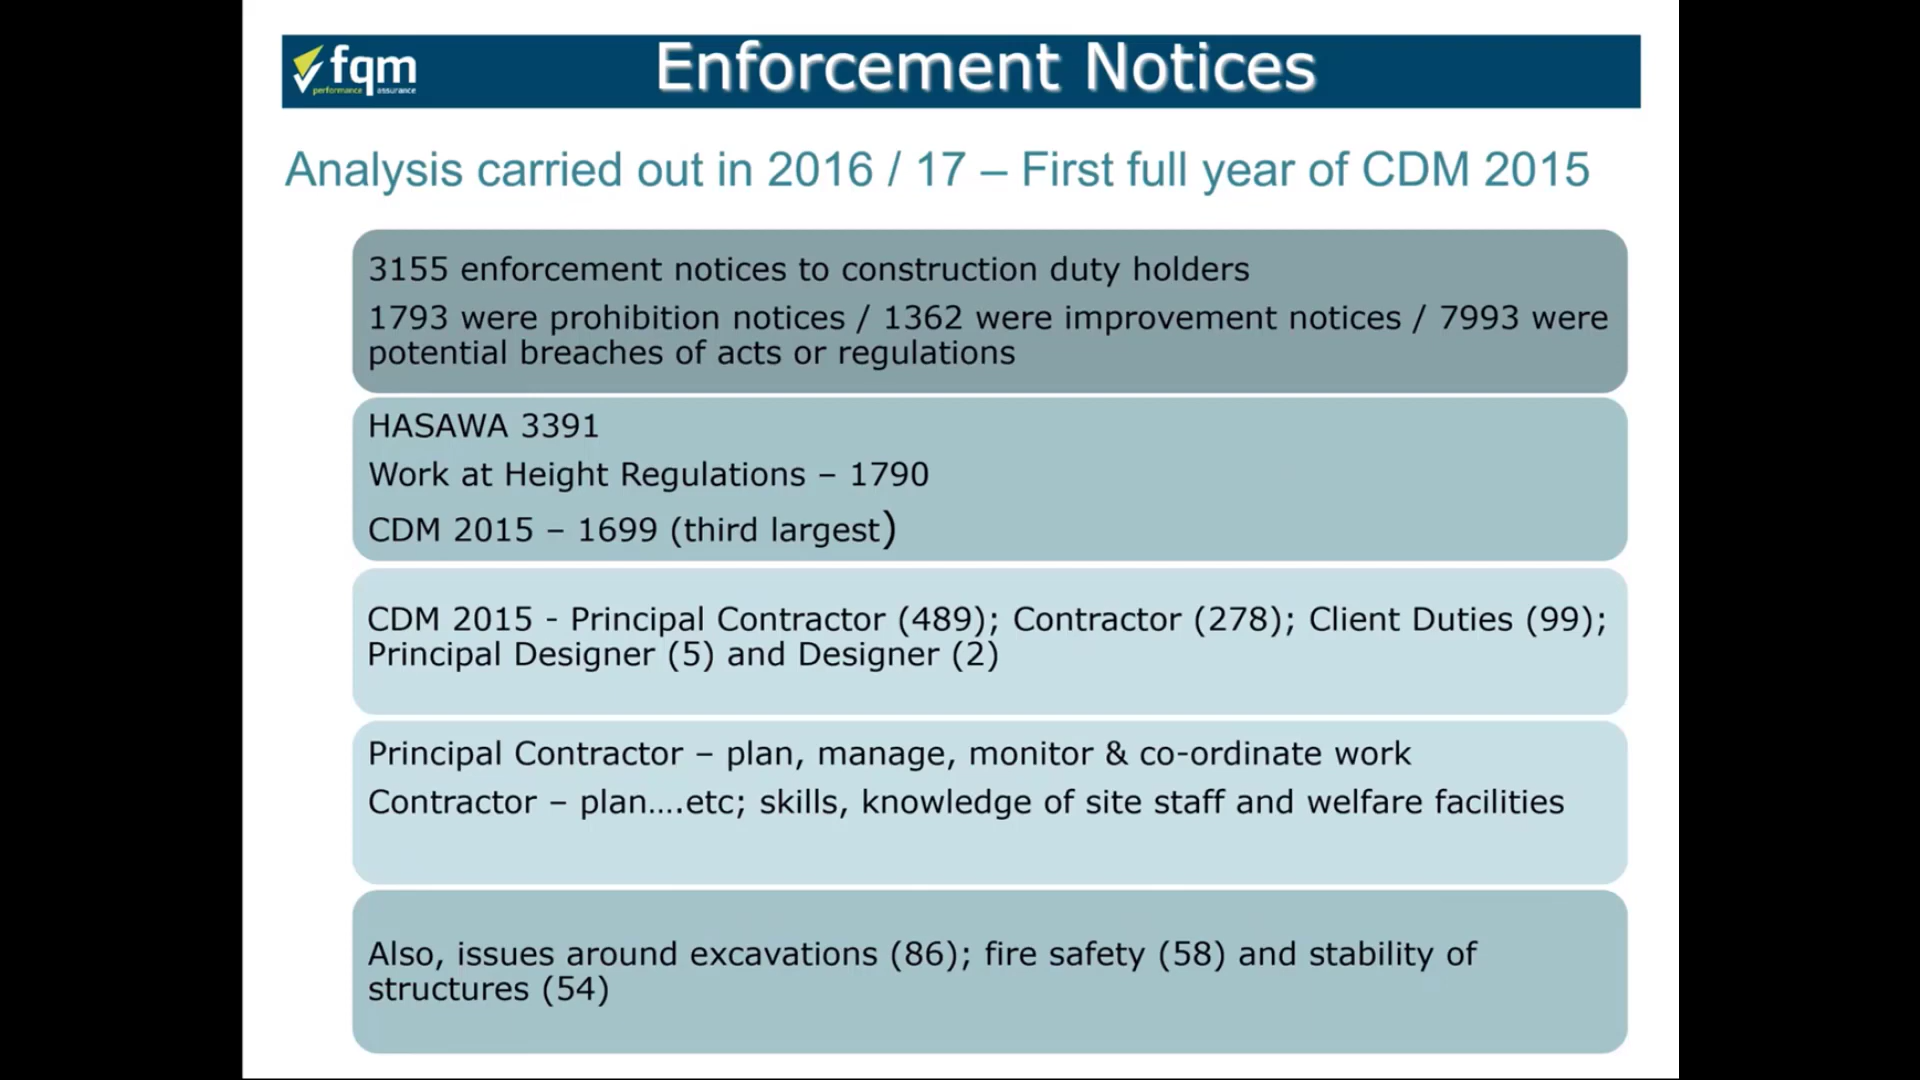 fqm
performance assurance
Enforcement Notices
Analysis carried out in 2016 / 17 – First full year of CDM 2015
3155 enforcement notices to construction duty holders
1793 were prohibition notices / 1362 were improvement notices / 7993 were
potential breaches of acts or regulations
HASAWA 3391
Work at Height Regulations – 1790
CDM 2015 – 1699 (third largest)
CDM 2015 - Principal Contractor (489); Contractor (278); Client Duties (99);
Principal Designer (5) and Designer (2)
Principal Contractor – plan, manage, monitor & co-ordinate work
Contractor – plan….etc; skills, knowledge of site staff and welfare facilities
Also, issues around excavations (86); fire safety (58) and stability of
structures (54)